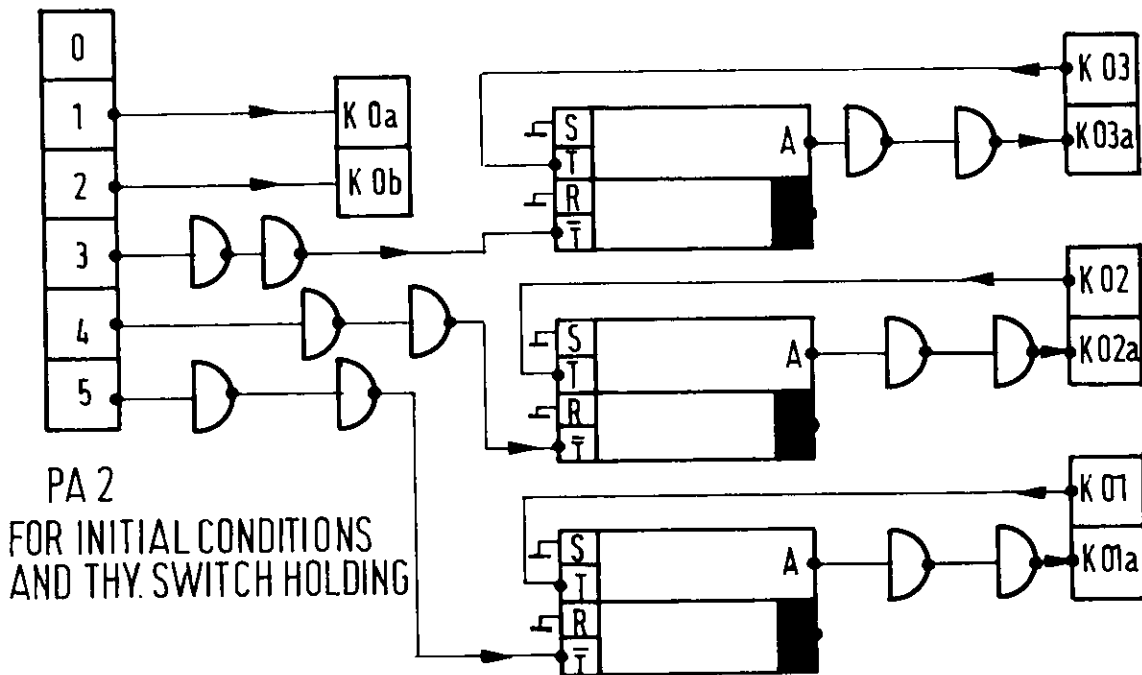 0
1
2
3
4
5
K 0a
K 0b
S
T
R
T̅
A
K 03
K 03a
S
T
R
T̅
A
K 02
K 02a
S
T
R
T̅
A
K 01
K 01a
PA 2
FOR INITIAL CONDITIONS
AND THY. SWITCH HOLDING